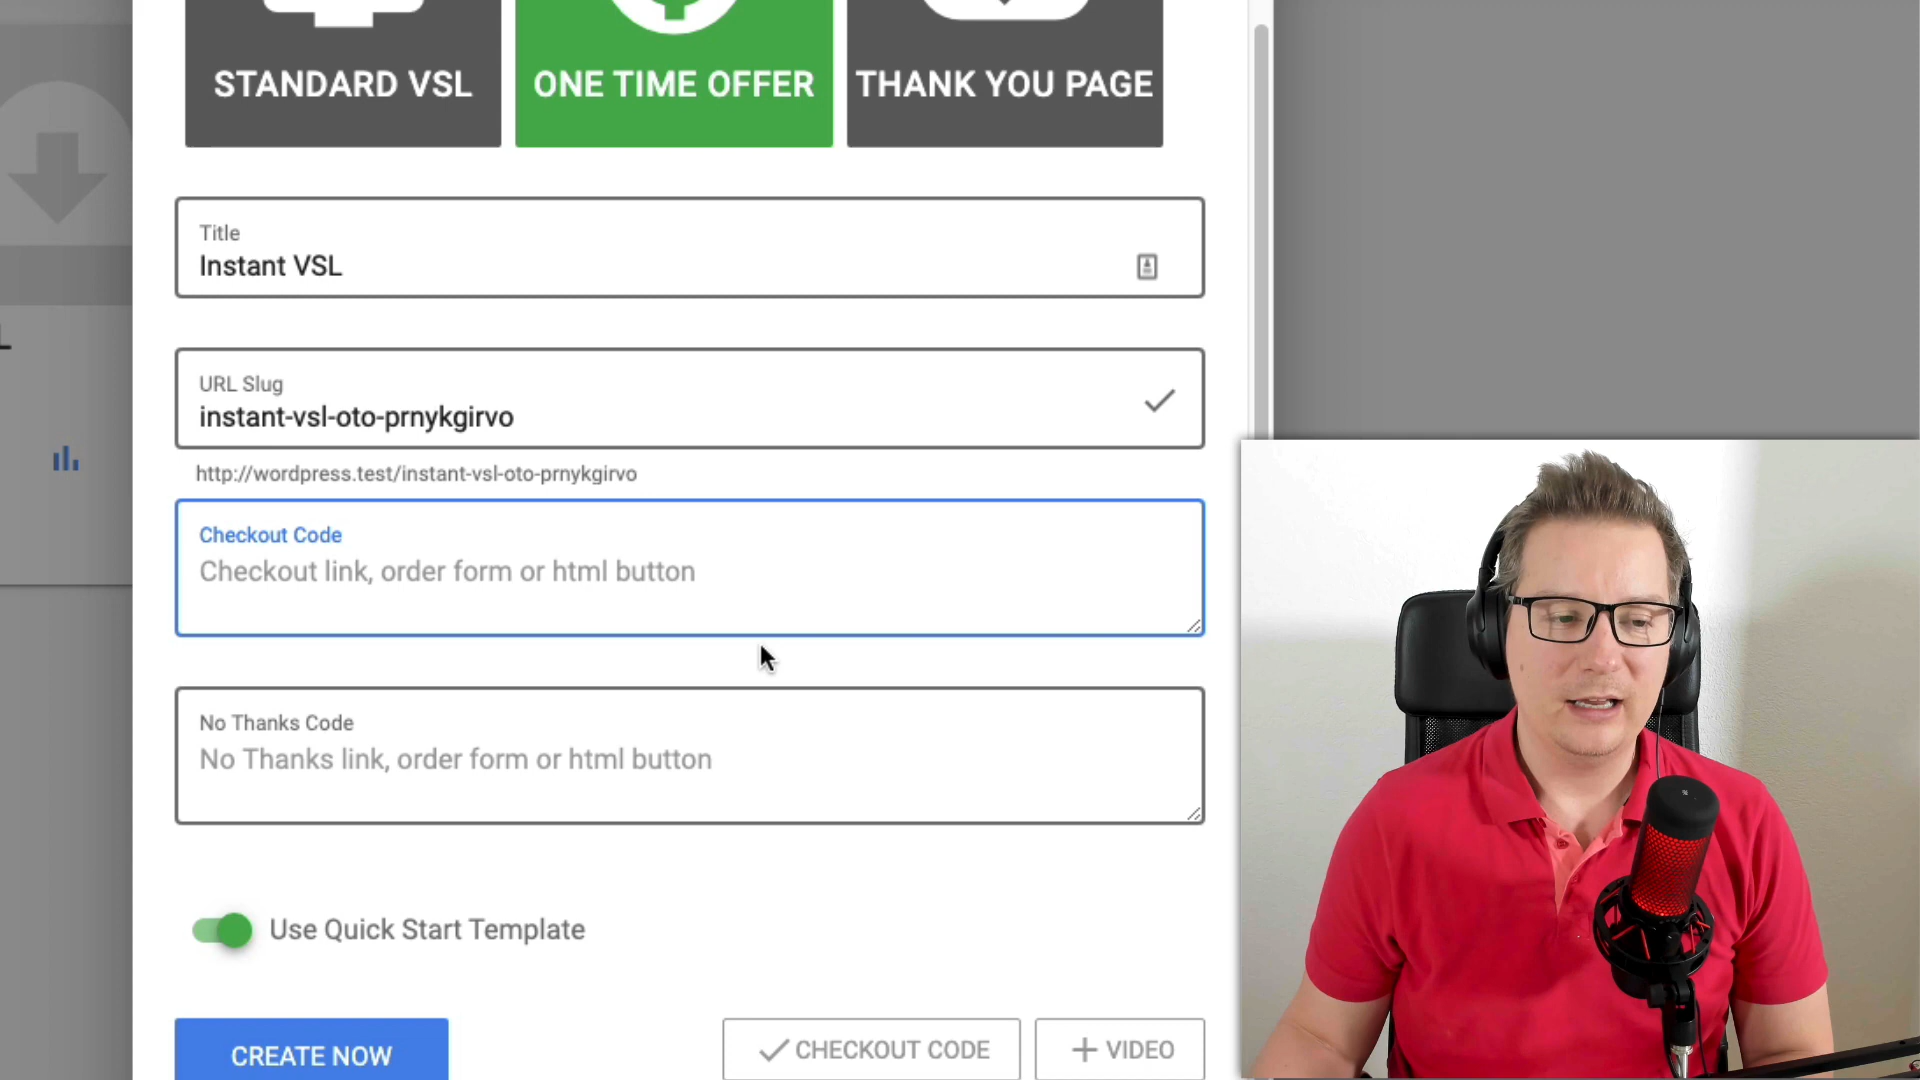 STANDARD VSL
ONE TIME OFFER
THANK YOU PAGE
Title
Instant VSL
URL Slug
instant-vsl-oto-prnykgirvo
http://wordpress.test/instant-vsl-oto-prnykgirvo
Checkout Code
Checkout link, order form or html button
No Thanks Code
No Thanks link, order form or html button
Use Quick Start Template
CREATE NOW
CHECKOUT CODE
+ VIDEO